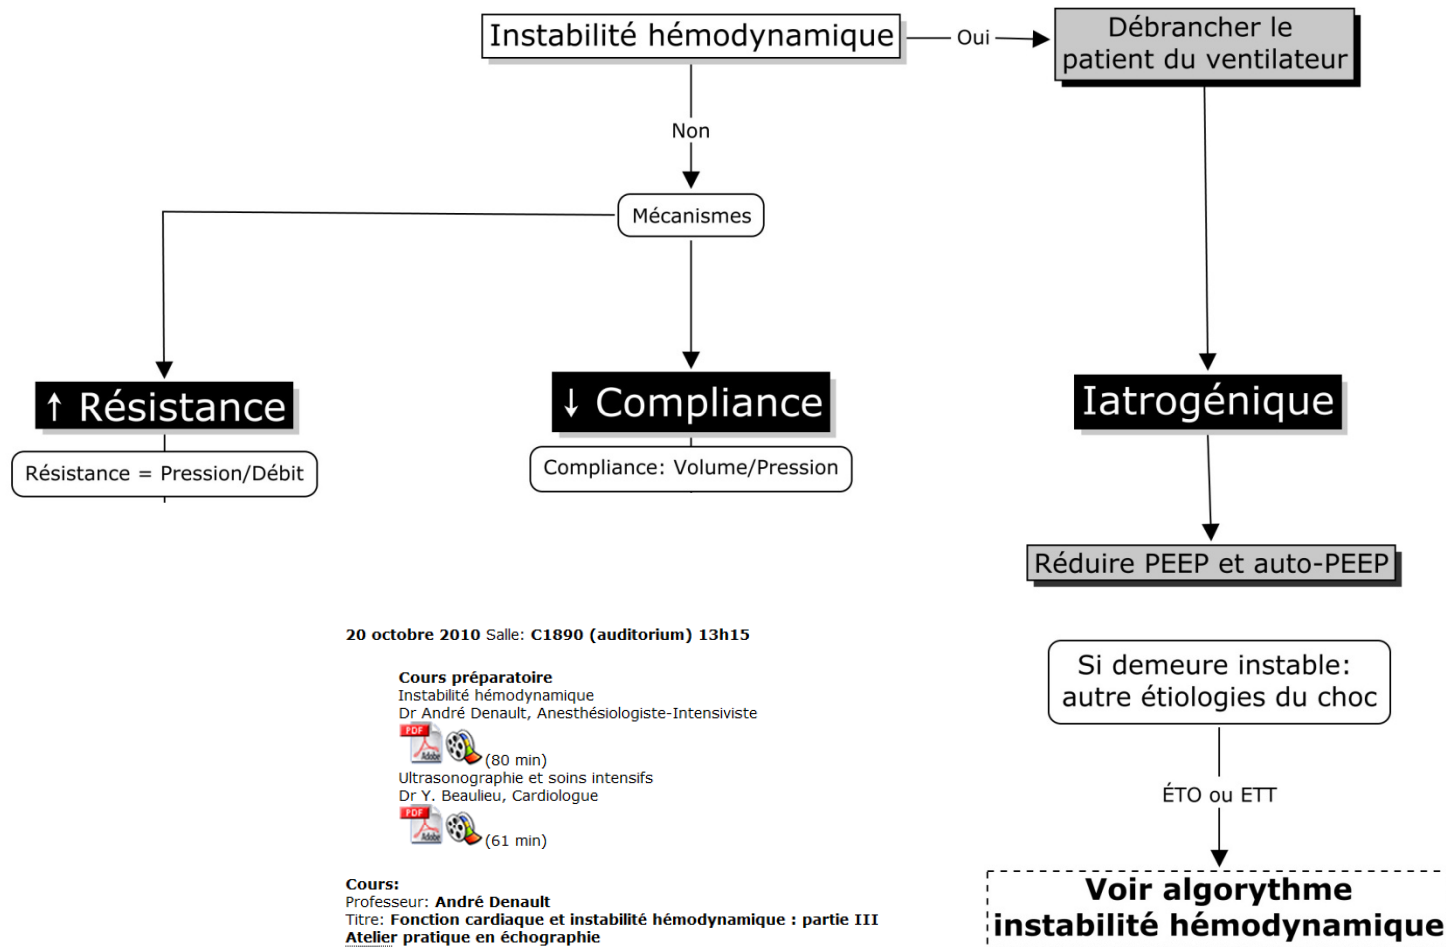 Instabilité hémodynamique
Oui
Débrancher le
patient du ventilateur
Non
Mécanismes
↑ Résistance
Résistance = Pression/Débit
↓ Compliance
Compliance: Volume/Pression
Iatrogénique
Réduire PEEP et auto-PEEP
Si demeure instable:
autre étiologies du choc
ÉTO ou ETT
Voir algorythme
instabilité hémodynamique
20 octobre 2010 Salle: C1890 (auditorium) 13h15
Cours préparatoire
Instabilité hémodynamique
Dr André Denault, Anesthésiologiste-Intensiviste
PDF Adobe (80 min)
Ultrasonographie et soins intensifs
Dr Y. Beaulieu, Cardiologue
PDF Adobe (61 min)
Cours:
Professeur: André Denault
Titre: Fonction cardiaque et instabilité hémodynamique : partie III
Atelier pratique en échographie